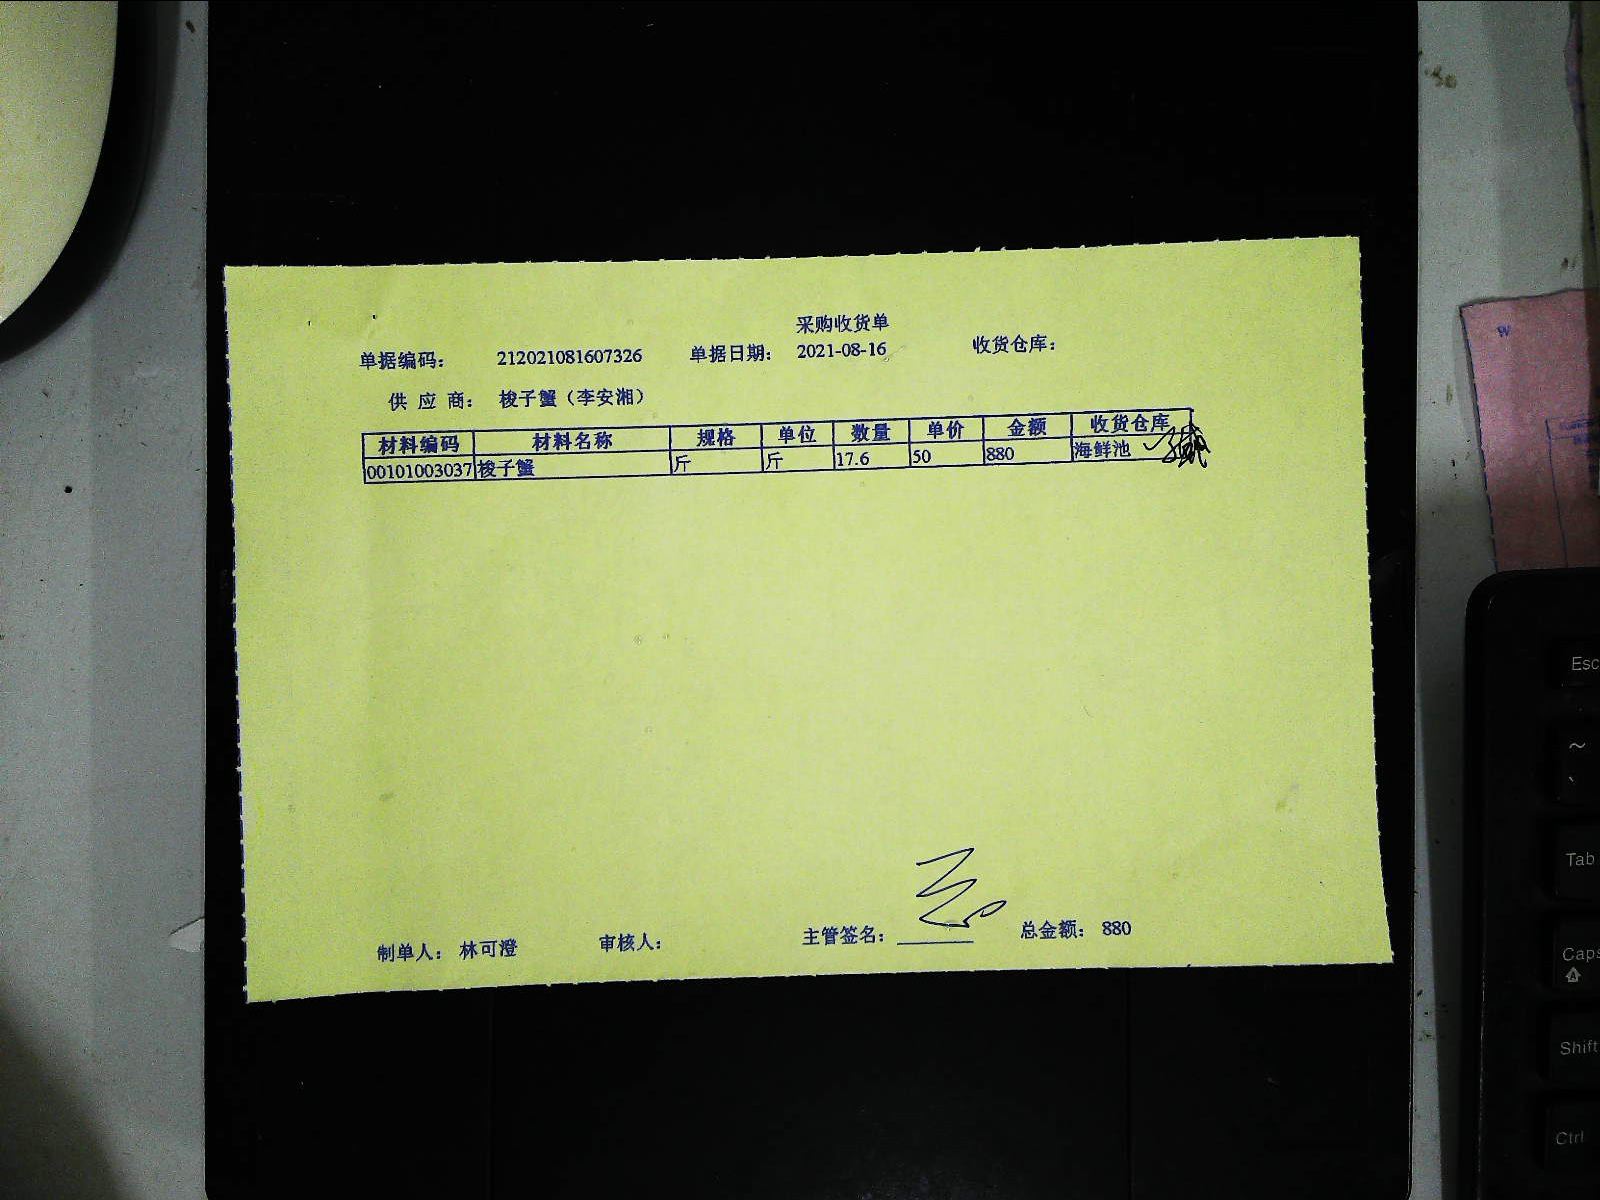 采购收货单
单据编码： 212021081607326 单据日期： 2021-08-16 收货仓库：
供 应 商： 梭子蟹（李安湘）
材料编码 材料名称 规格 单位 数量 单价 金额 收货仓库
00101003037 梭子蟹 斤 斤 17.6 50 880 海鲜池
制单人： 林可澄 审核人： 主管签名： 总金额： 880
W
Esc
~
`
Tab
Caps
A
Shift
Ctrl